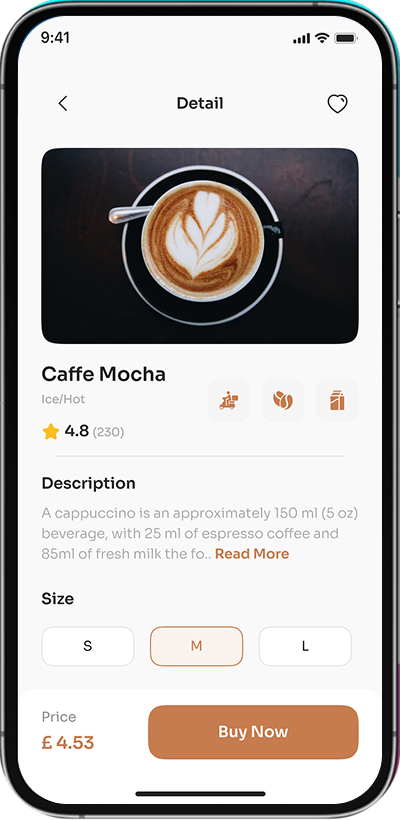 9:41
Detail
Caffe Mocha
Ice/Hot
4.8 (230)
Description
A cappuccino is an approximately 150 ml (5 oz)
beverage, with 25 ml of espresso coffee and
85ml of fresh milk the fo.. Read More
Size
S M L
Price
£ 4.53
Buy Now